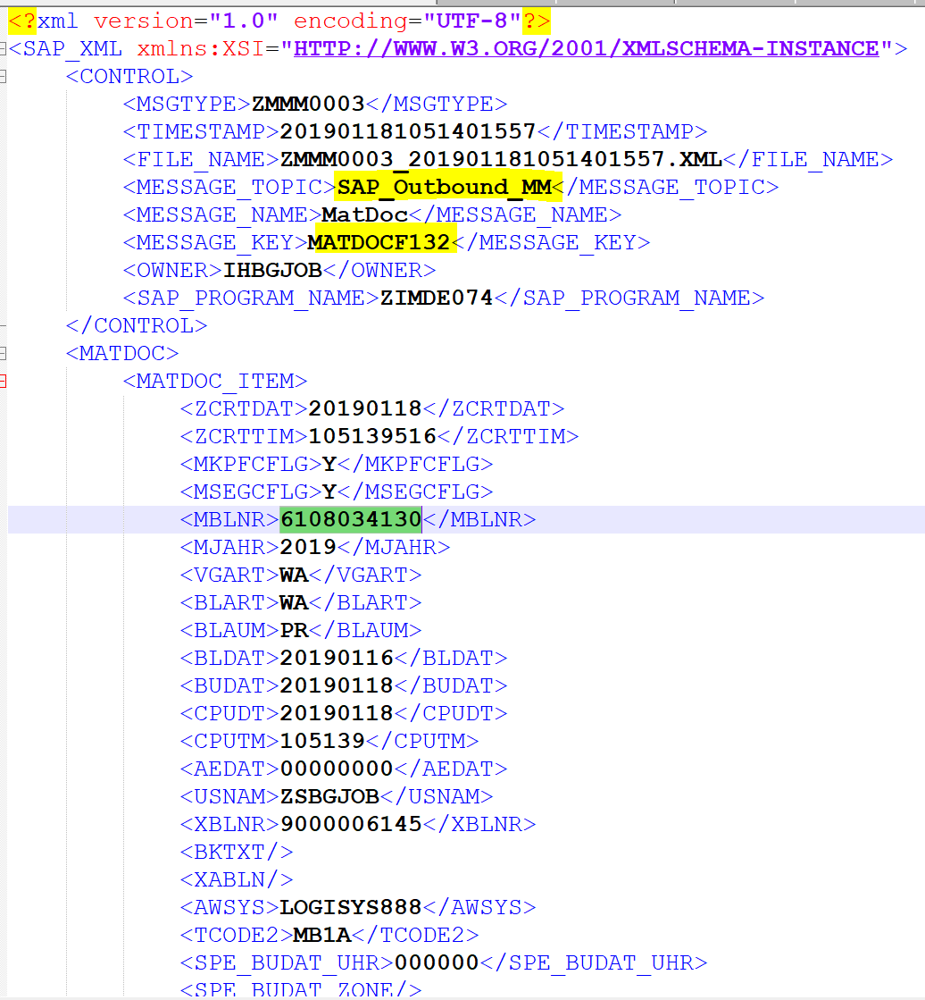 <?xml version="1.0" encoding="UTF-8"?>
<SAP_XML xmlns:XSI="HTTP://WWW.W3.ORG/2001/XMLSCHEMA-INSTANCE">
<CONTROL>
<MSGTYPE>ZMMM0003</MSGTYPE>
<TIMESTAMP>201901181051401557</TIMESTAMP>
<FILE_NAME>ZMMM0003_201901181051401557.XML</FILE_NAME>
<MESSAGE_TOPIC>SAP_Outbound_MM</MESSAGE_TOPIC>
<MESSAGE_NAME>MatDoc</MESSAGE_NAME>
<MESSAGE_KEY>MATDOCF132</MESSAGE_KEY>
<OWNER>IHBGJOB</OWNER>
<SAP_PROGRAM_NAME>ZIMDE074</SAP_PROGRAM_NAME>
</CONTROL>
<MATDOC>
<MATDOC_ITEM>
<ZCRTDAT>20190118</ZCRTDAT>
<ZCRTTIM>105139516</ZCRTTIM>
<MKPFCFLG>Y</MKPFCFLG>
<MSEGCFLG>Y</MSEGCFLG>
<MBLNR>6108034130</MBLNR>
<MJAHR>2019</MJAHR>
<VGART>WA</VGART>
<BLART>WA</BLART>
<BLAUM>PR</BLAUM>
<BLDAT>20190116</BLDAT>
<BUDAT>20190118</BUDAT>
<CPUDT>20190118</CPUDT>
<CPUTM>105139</CPUTM>
<AEDAT>00000000</AEDAT>
<USNAM>ZSBGJOB</USNAM>
<XBLNR>9000006145</XBLNR>
<BKTXT/>
<XABLN/>
<AWSYS>LOGISYS888</AWSYS>
<TCODE2>MB1A</TCODE2>
<SPE_BUDAT_UHR>000000</SPE_BUDAT_UHR>
<SPE_BUDAT_ZONE/>